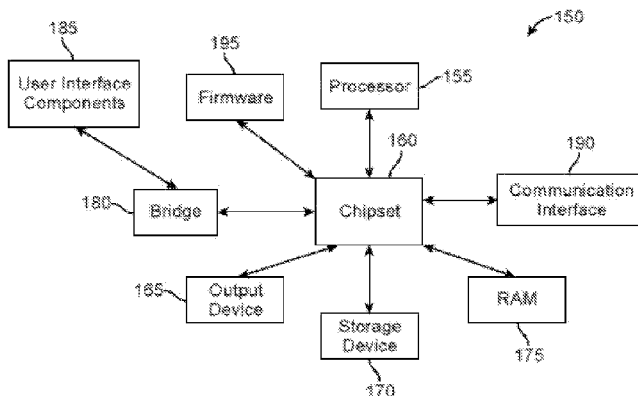 185
195
150
User Interface
Components
Firmware
Processor
155
160
190
180
Bridge
Chipset
Communication
Interface
165
Output
Device
Storage
Device
RAM
170
175